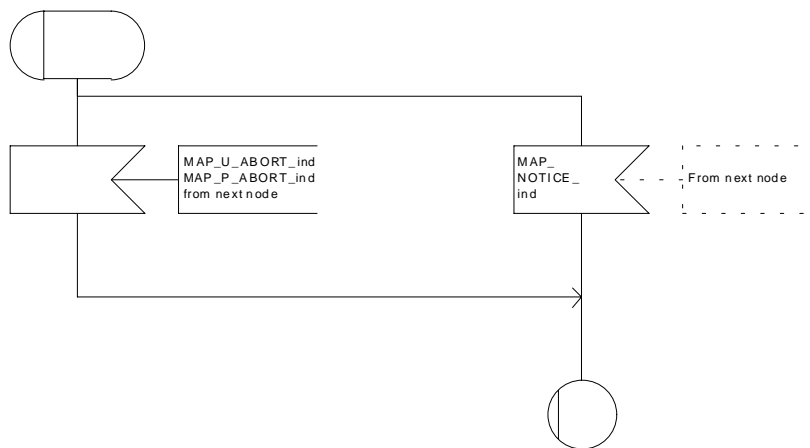 MAP_U_ABORT_ind
MAP_P_ABORT_ind
from next node
MAP_
NOTICE_
ind
From next node